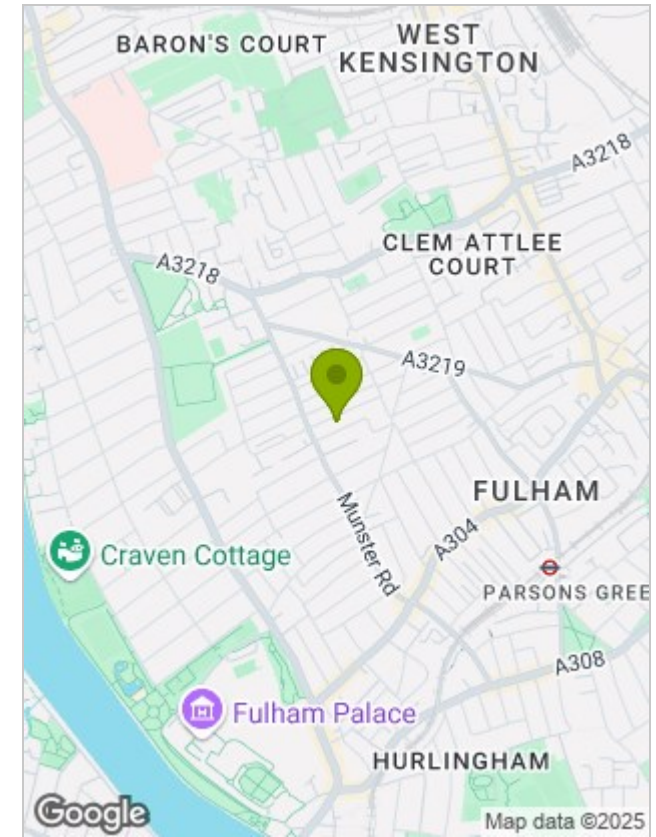 BARON'S COURT
WEST
KENSINGTON
A3218
CLEM ATTLEE
COURT
A3218
A3219
FULHAM
Munster Rd
A304
Craven Cottage
PARSONS GREE
A308
Fulham Palace
HURLINGHAM
Google
Map data ©2025